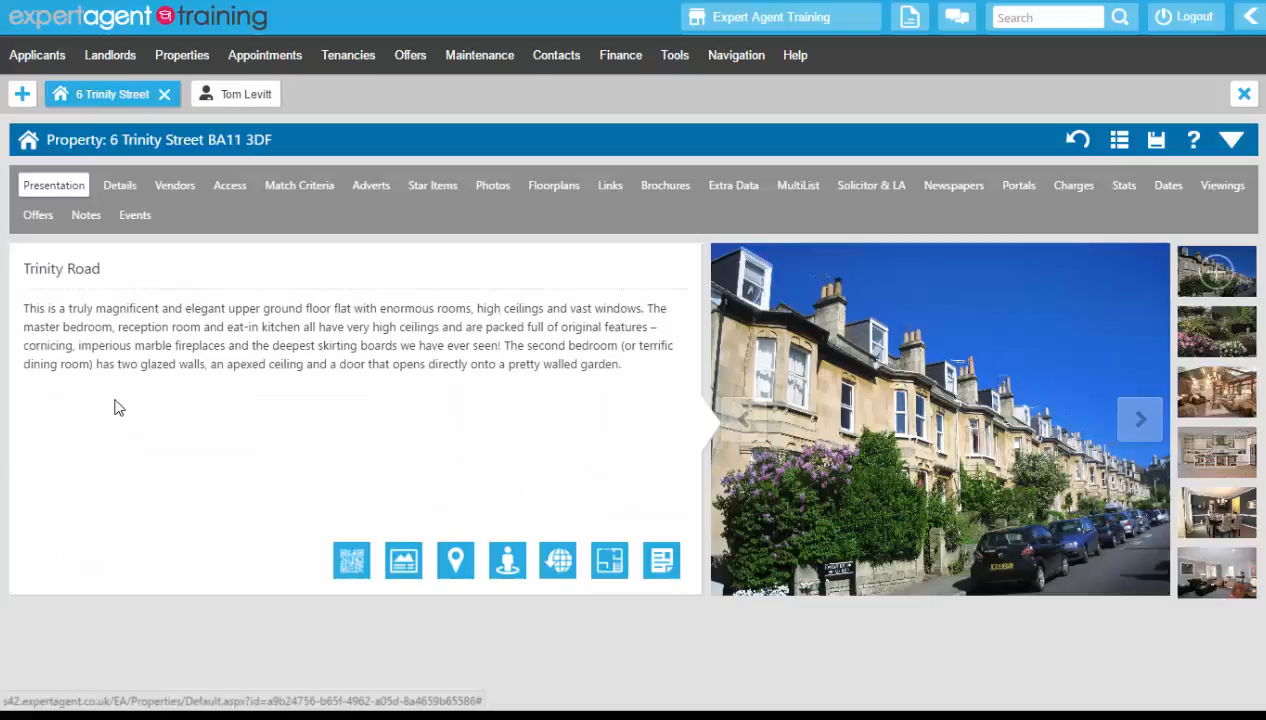 expertagent training
Expert Agent Training
Search
Logout
Applicants Landlords Properties Appointments Tenancies Offers Maintenance Contacts Finance Tools Navigation Help
6 Trinity Street
Tom Levitt
Property: 6 Trinity Street BA11 3DF
Presentation Details Vendors Access Match Criteria Adverts Star Items Photos Floorplans Links Brochures Extra Data MultiList Solicitor & LA Newspapers Portals Charges Stats Dates Viewings
Offers Notes Events
Trinity Road
This is a truly magnificent and elegant upper ground floor flat with enormous rooms, high ceilings and vast windows. The
master bedroom, reception room and eat-in kitchen all have very high ceilings and are packed full of original features –
cornicing, imperious marble fireplaces and the deepest skirting boards we have ever seen! The second bedroom (or terrific
dining room) has two glazed walls, an apexed ceiling and a door that opens directly onto a pretty walled garden.
s42.expertagent.co.uk/EA/Properties/Default.aspx?id=a9b24756-b65f-4962-a05d-8a4659b65586#